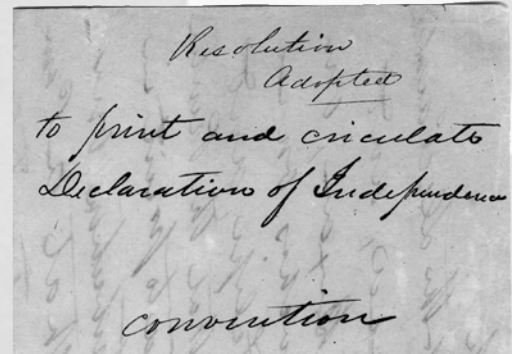 Resolution
Adopted
to print and circulate
Declaration of Independence
convention